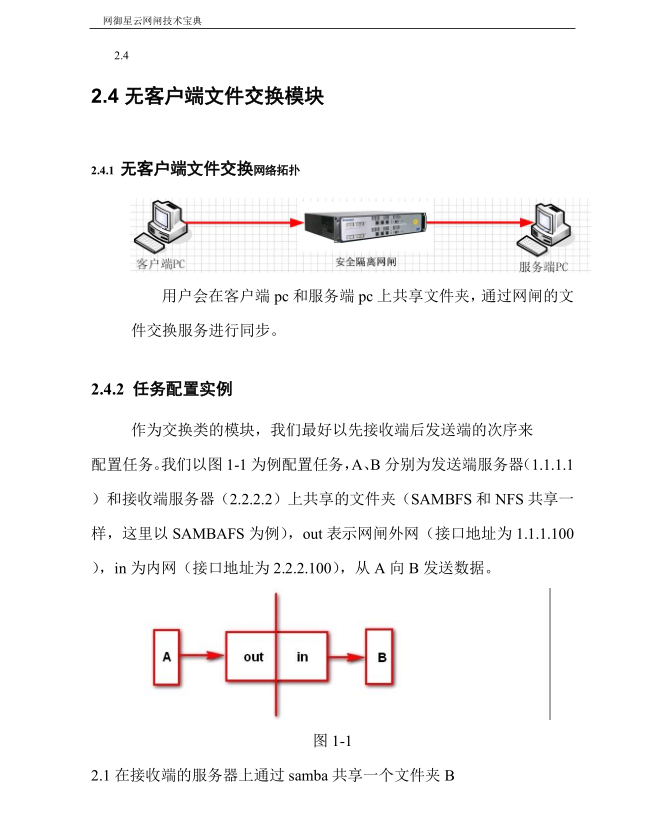 网御星云网闸技术宝典
2.4
2.4 无客户端文件交换模块
2.4.1 无客户端文件交换网络拓扑
客户端PC
安全隔离网闸
服务端PC
用户会在客户端 pc 和服务端 pc 上共享文件夹，通过网闸的文
件交换服务进行同步。
2.4.2 任务配置实例
作为交换类的模块，我们最好以先接收端后发送端的次序来
配置任务。我们以图 1-1 为例配置任务，A、B 分别为发送端服务器（1.1.1.1
）和接收端服务器（2.2.2.2）上共享的文件夹（SAMBFS 和 NFS 共享一
样，这里以 SAMBAFS 为例），out 表示网闸外网（接口地址为 1.1.1.100
），in 为内网（接口地址为 2.2.2.100），从 A 向 B 发送数据。
A
out
in
B
图 1-1
2.1 在接收端的服务器上通过 samba 共享一个文件夹 B